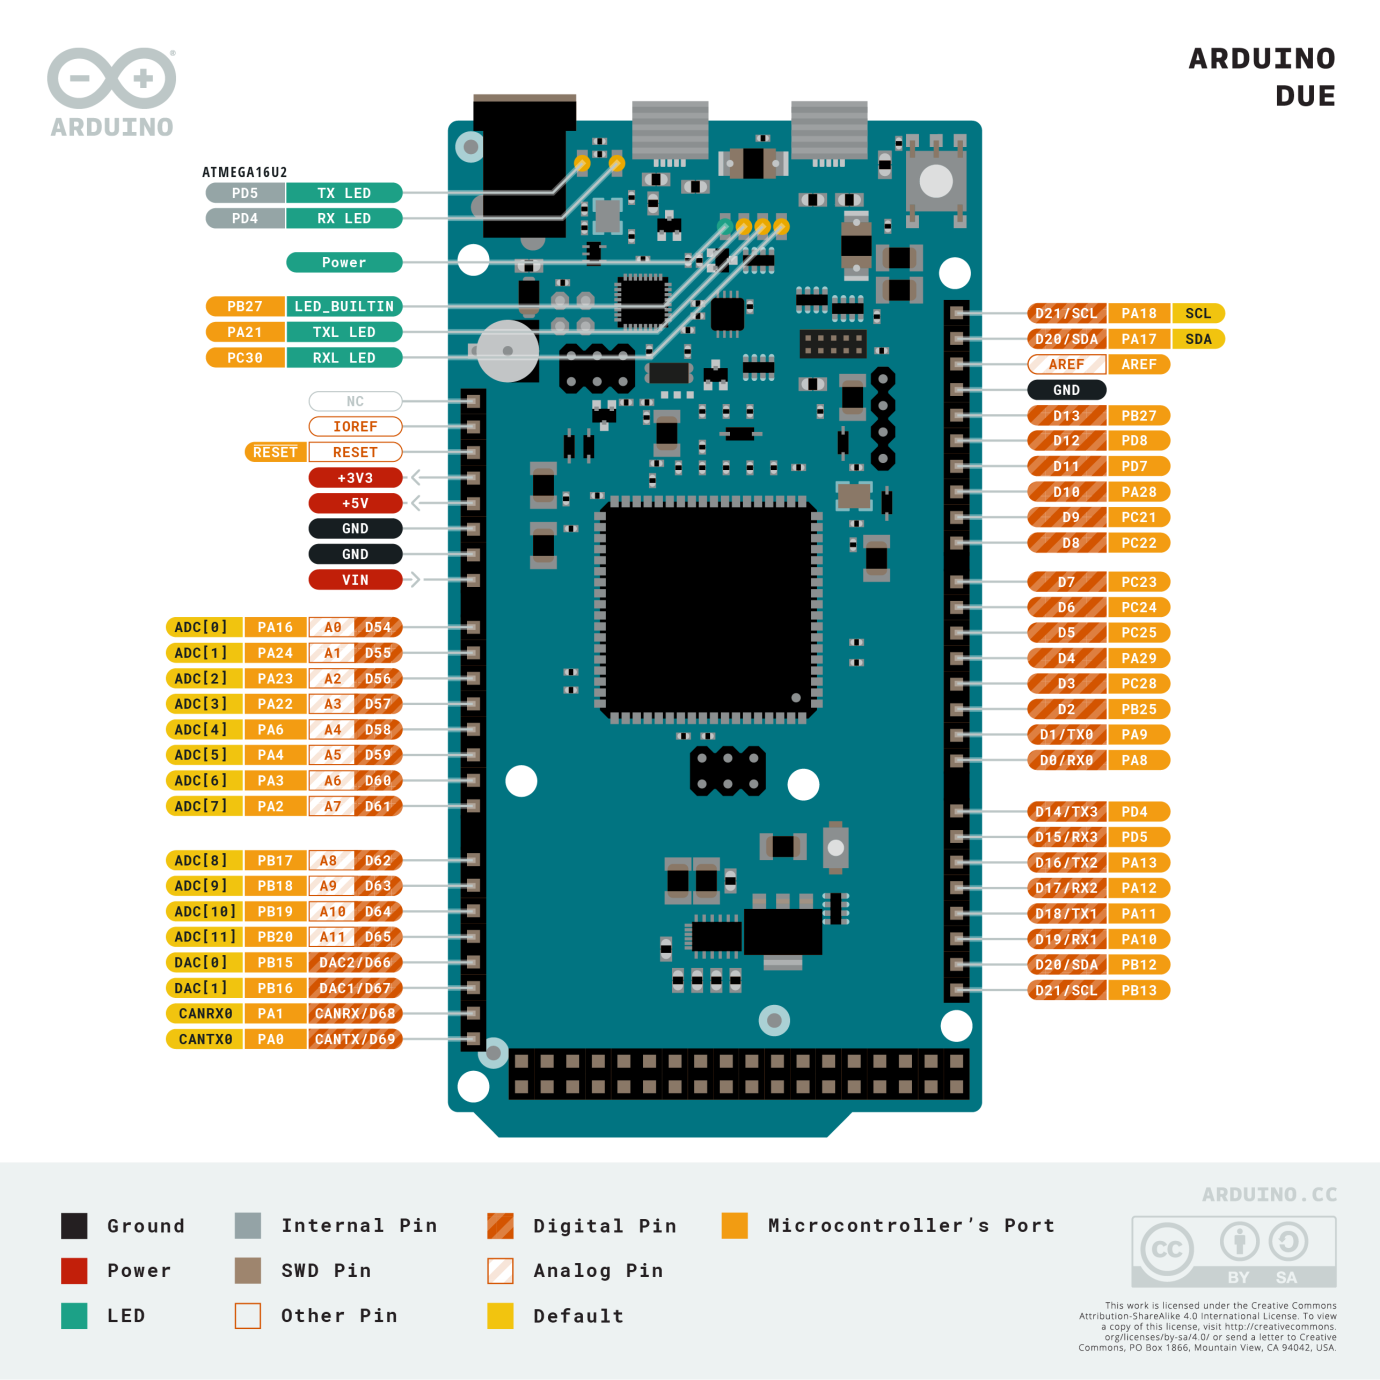 ARDUINO
DUE
ARDUINO
ATMEGA16U2
PD5 TX LED
PD4 RX LED
Power
PB27 LED_BUILTIN
PA21 TXL LED
PC30 RXL LED
NC
IOREF
RESET RESET
+3V3
+5V
GND
GND
VIN
ADC[0] PA16 A0 D54
ADC[1] PA24 A1 D55
ADC[2] PA23 A2 D56
ADC[3] PA22 A3 D57
ADC[4] PA6 A4 D58
ADC[5] PA4 A5 D59
ADC[6] PA3 A6 D60
ADC[7] PA2 A7 D61
ADC[8] PB17 A8 D62
ADC[9] PB18 A9 D63
ADC[10] PB19 A10 D64
ADC[11] PB20 A11 D65
DAC[0] PB15 DAC2/D66
DAC[1] PB16 DAC1/D67
CANRX0 PA1 CANRX/D68
CANTX0 PA0 CANTX/D69
D21/SCL PA18 SCL
D20/SDA PA17 SDA
AREF AREF
GND
D13 PB27
D12 PD8
D11 PD7
D10 PA28
D9 PC21
D8 PC22
D7 PC23
D6 PC24
D5 PC25
D4 PA29
D3 PC28
D2 PB25
D1/TX0 PA9
D0/RX0 PA8
D14/TX3 PD4
D15/RX3 PD5
D16/TX2 PA13
D17/RX2 PA12
D18/TX1 PA11
D19/RX1 PA10
D20/SDA PB12
D21/SCL PB13
Ground
Power
LED
Internal Pin
SWD Pin
Other Pin
Digital Pin
Analog Pin
Default
Microcontroller’s Port
ARDUINO.CC
CC
BY SA
This work is licensed under the Creative Commons
Attribution-ShareAlike 4.0 International License. To view
a copy of this license, visit http://creativecommons.
org/licenses/by-sa/4.0/ or send a letter to Creative
Commons, PO Box 1866, Mountain View, CA 94042, USA.